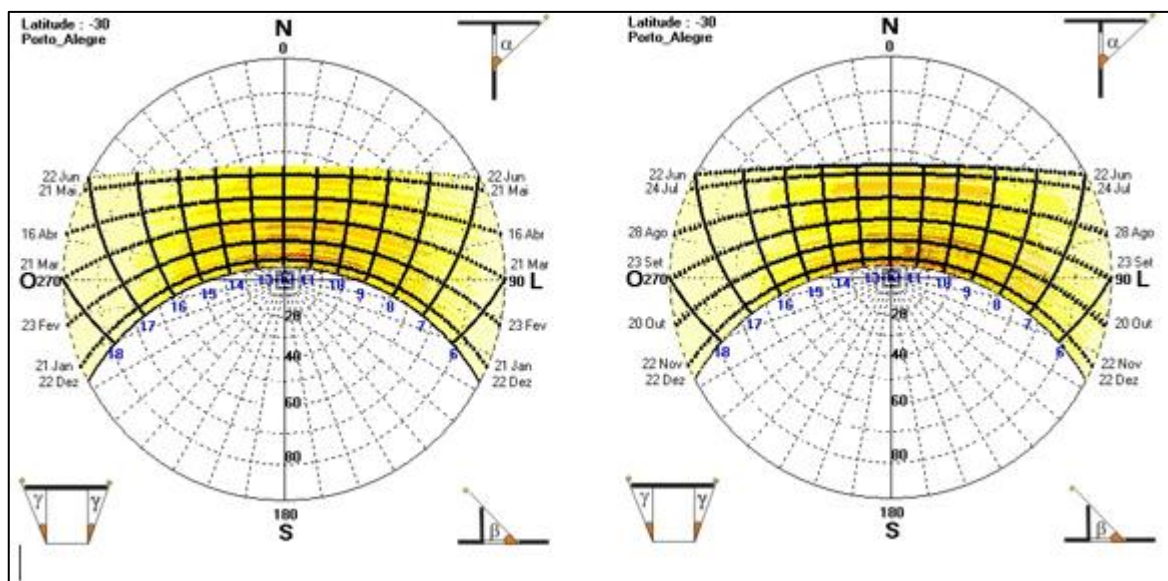 Latitude : -30
Porto_Alegre
N
0
α
22 Jun
21 Mai
16 Abr
21 Mar
O 270
23 Fev
21 Jan
22 Dez
22 Jun
21 Mai
16 Abr
21 Mar
90 L
23 Fev
21 Jan
22 Dez
18 17 16 15 14 13 11 10 9 8 7 6
20
40
60
80
180
S
γ γ
β
Latitude : -30
Porto_Alegre
N
0
α
22 Jun
24 Jul
28 Ago
23 Set
O 270
20 Out
22 Nov
22 Dez
22 Jun
24 Jul
28 Ago
23 Set
90 L
20 Out
22 Nov
22 Dez
18 17 16 15 14 13 11 10 9 8 7 6
20
40
60
80
180
S
γ γ
β